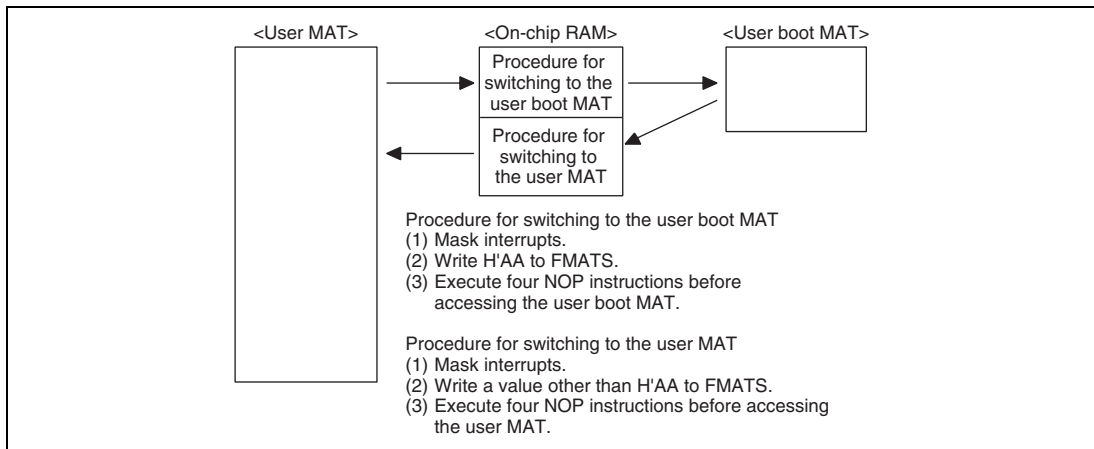 <User MAT>
<On-chip RAM>
<User boot MAT>
Procedure for
switching to the
user boot MAT
Procedure for
switching to
the user MAT
Procedure for switching to the user boot MAT
(1) Mask interrupts.
(2) Write H'AA to FMATS.
(3) Execute four NOP instructions before
accessing the user boot MAT.
Procedure for switching to the user MAT
(1) Mask interrupts.
(2) Write a value other than H'AA to FMATS.
(3) Execute four NOP instructions before accessing
the user MAT.